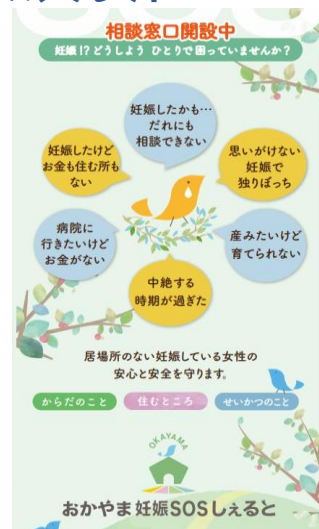 相談窓口開設中
妊娠!?どうしよう ひとりで困っていませんか?
妊娠したかも…
だれにも
相談できない
妊娠したけど
お金も住む所も
ない
思いがけない
妊娠で
独りぼっち
病院に
行きたいけど
お金がない
産みたいけど
育てられない
中絶する
時期が過ぎた
居場所のない妊娠している女性の
安心と安全を守ります。
からだのこと
住むところ
せいかつのこと
OKAYAMA
おかやま妊娠SOSしぇると